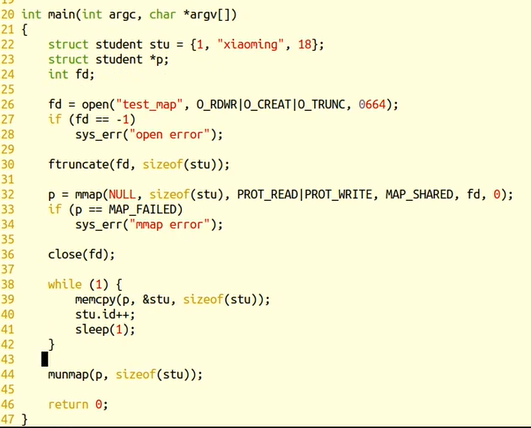 20 int main(int argc, char *argv[])
21 {
22     struct student stu = {1, "xiaoming", 18};
23     struct student *p;
24     int fd;
25
26     fd = open("test_map", O_RDWR|O_CREAT|O_TRUNC, 0664);
27     if (fd == -1)
28         sys_err("open error");
29
30     ftruncate(fd, sizeof(stu));
31
32     p = mmap(NULL, sizeof(stu), PROT_READ|PROT_WRITE, MAP_SHARED, fd, 0);
33     if (p == MAP_FAILED)
34         sys_err("mmap error");
35
36     close(fd);
37
38     while (1) {
39         memcpy(p, &stu, sizeof(stu));
40         stu.id++;
41         sleep(1);
42     }
43
44     munmap(p, sizeof(stu));
45
46     return 0;
47 }